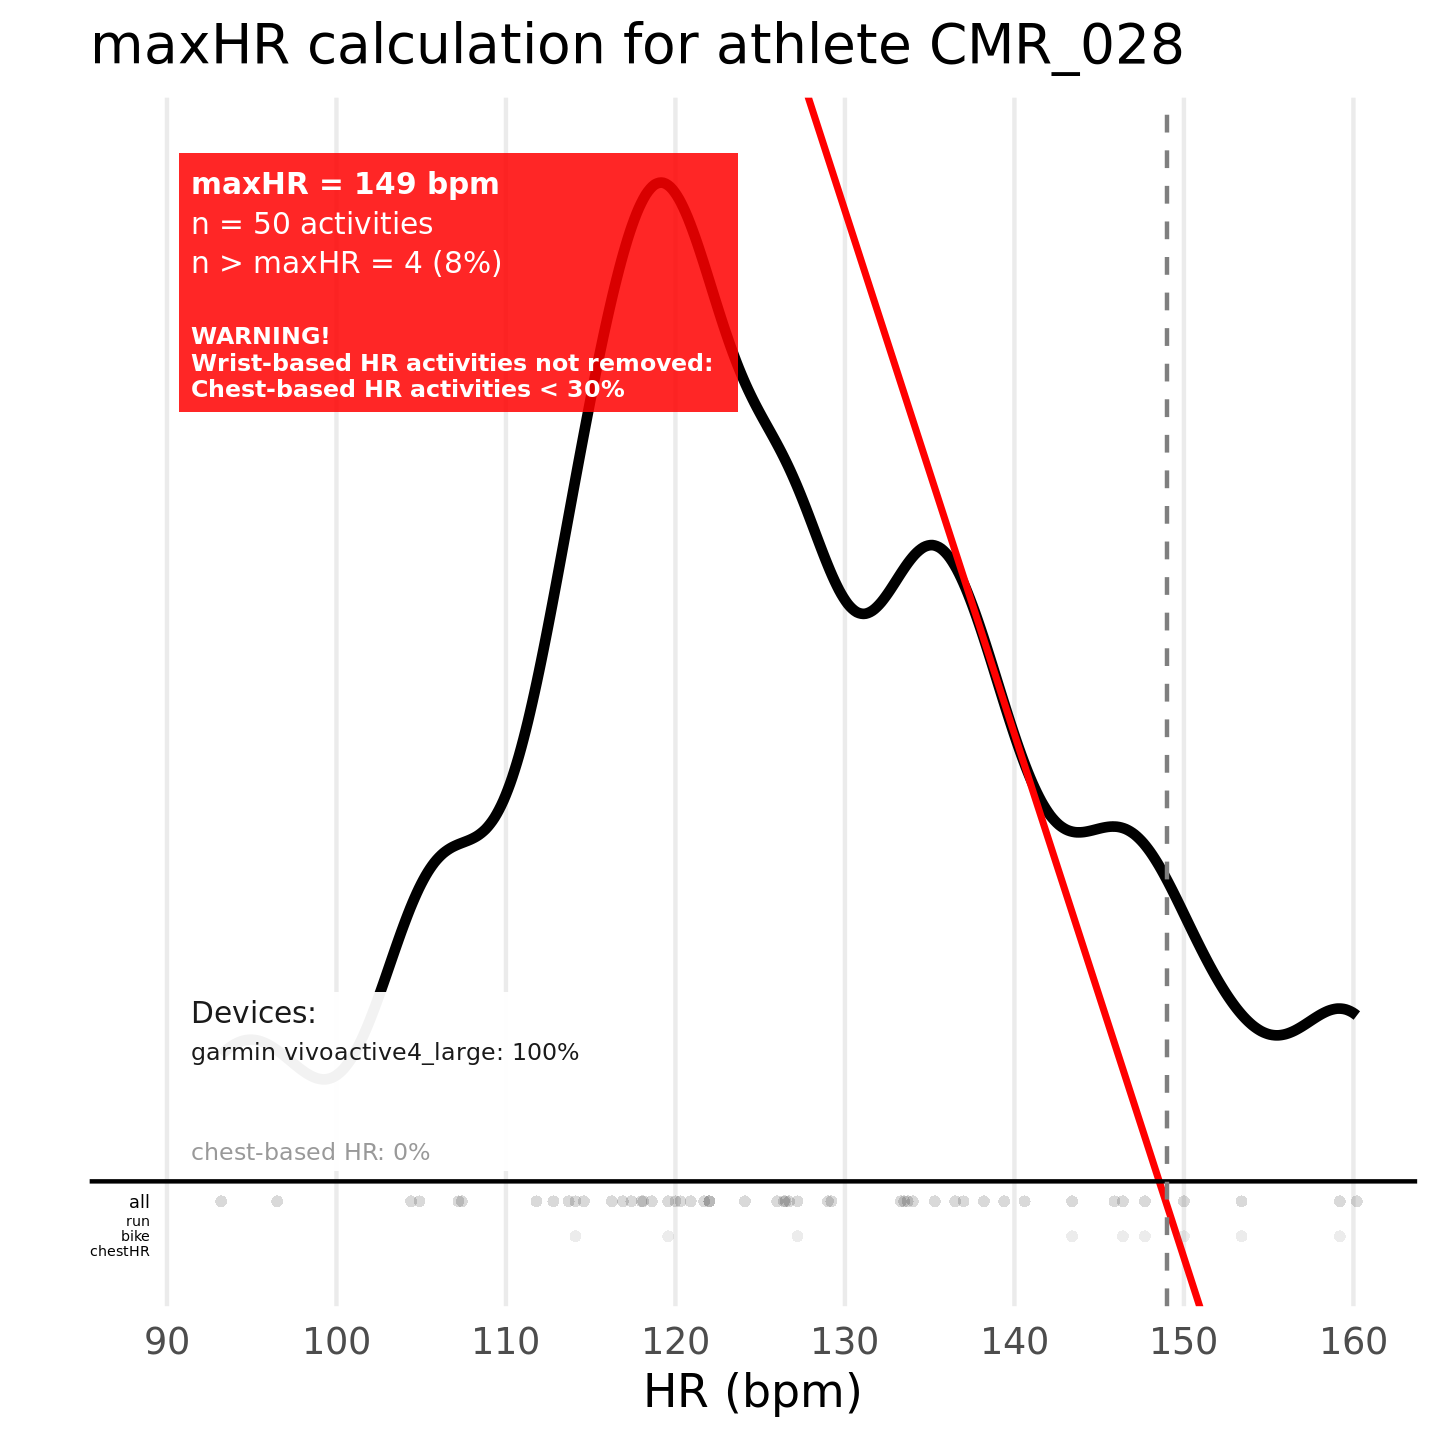 maxHR calculation for athlete CMR_028
maxHR = 149 bpm
n = 50 activities
n > maxHR = 4 (8%)
WARNING!
Wrist-based HR activities not removed:
Chest-based HR activities < 30%
Devices:
garmin vivoactive4_large: 100%
chest-based HR: 0%
all
run
bike
chestHR
90 100 110 120 130 140 150 160
HR (bpm)